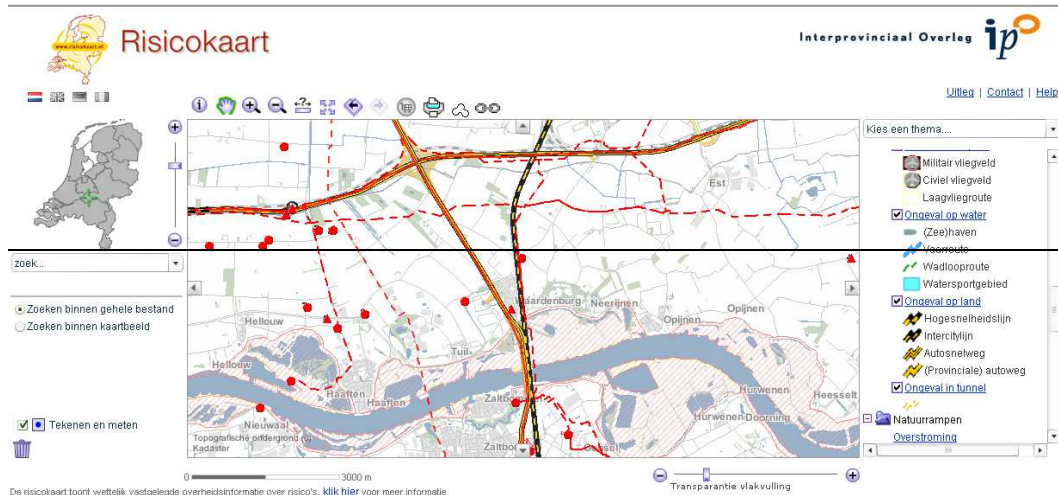 www.risicokaart.nl
Risicokaart
Interprovinciaal Overleg ipo
Uitleg | Contact | Help
Kies een thema....
Militair vliegveld
Civiel vliegveld
Laagvliegroute
Ongeval op water
(Zee)haven
Vaarroute
Wadlooproute
Watersportgebied
Ongeval op land
Hogesnelheidslijn
Intercitylijn
Autosnelweg
(Provinciale) autoweg
Ongeval in tunnel
Natuurrampen
Overstroming
zoek...
Zoeken binnen gehele bestand
Zoeken binnen kaartbeeld
Tekenen en meten
Est
Waardenburg
Neerijnen
Opijnen
Opijnen
Hellouw
Tuil
Hellouw
Haaften
Haaften
Hurwenen
Heesselt
Nieuwaal
Hurwenen
Doorning
Topografische ondergrond (c)
Kadaster
0 3000 m
Transparantie vlakvulling
De risicokaart toont wettelijk vastgelegde overheidsinformatie over risico's. klik hier voor meer informatie.